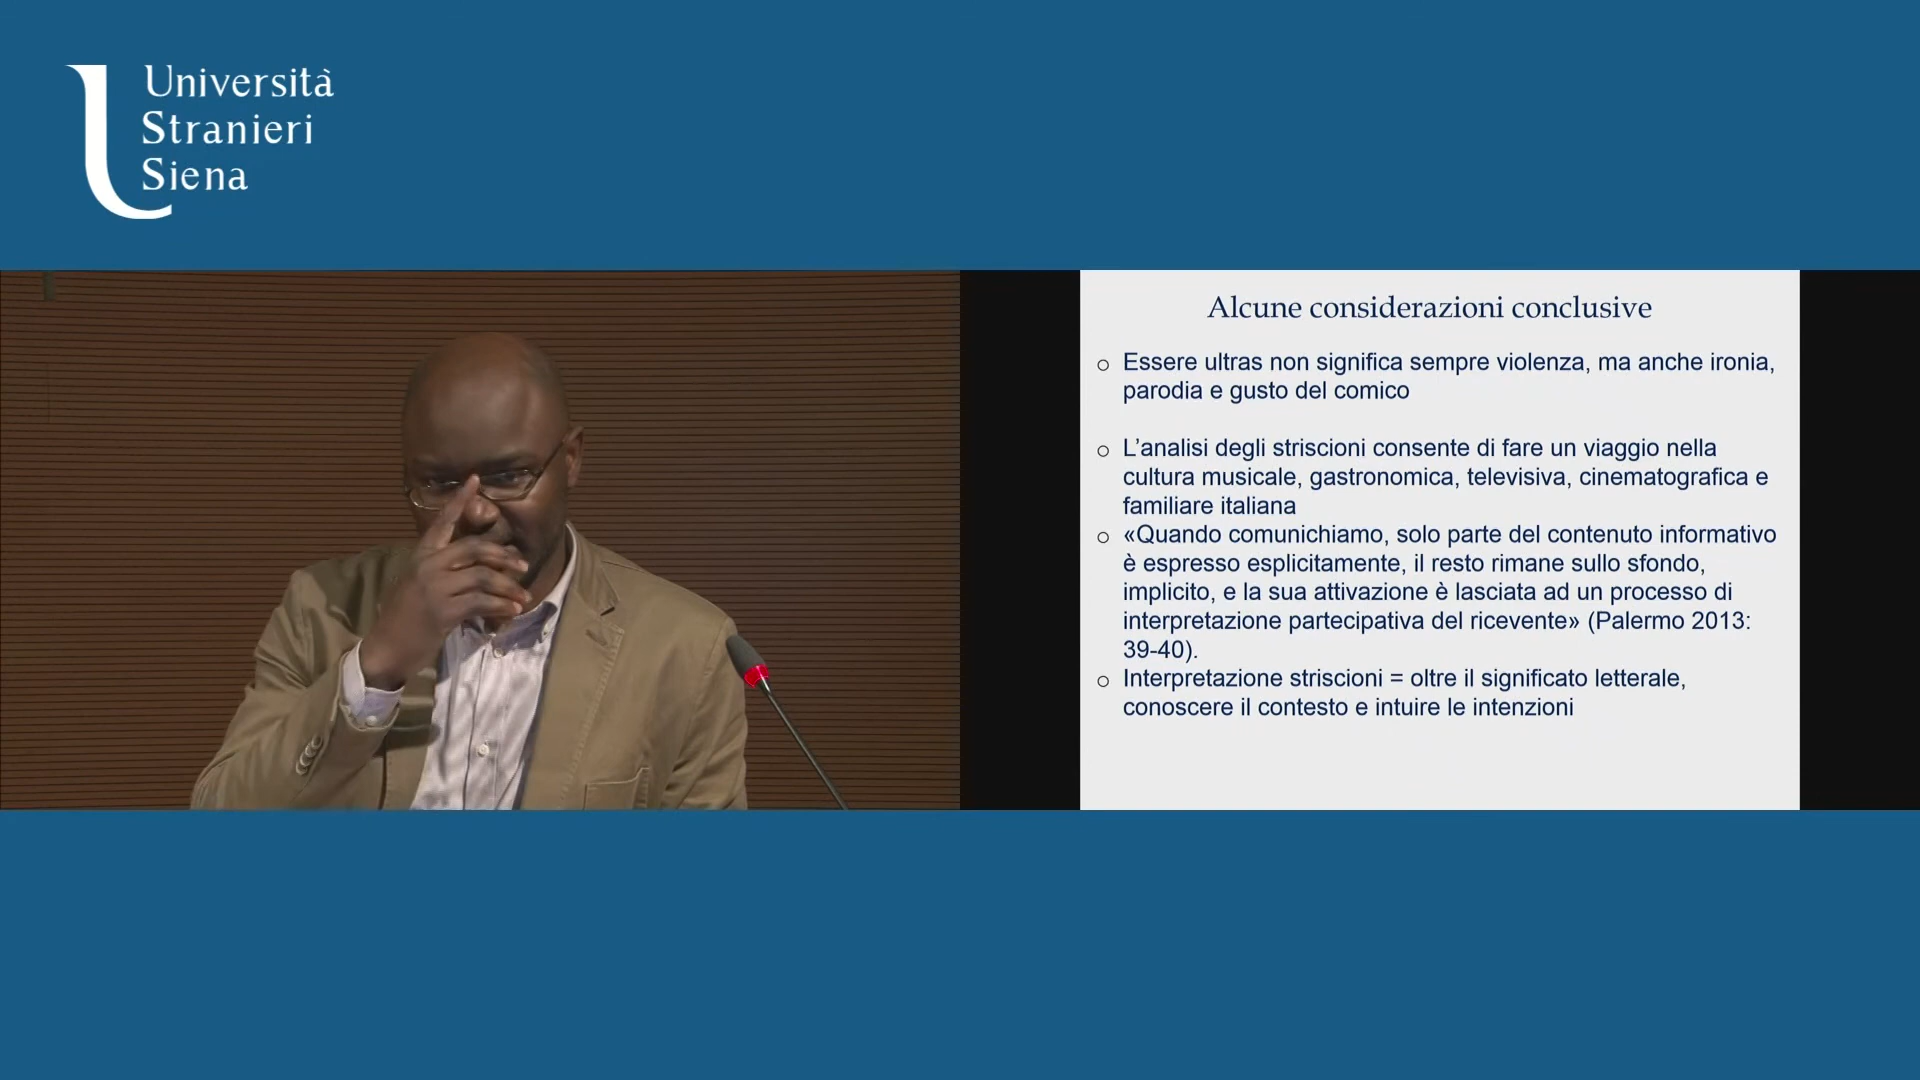 Università
Stranieri
Siena
Alcune considerazioni conclusive
Essere ultras non significa sempre violenza, ma anche ironia,
parodia e gusto del comico
L’analisi degli striscioni consente di fare un viaggio nella
cultura musicale, gastronomica, televisiva, cinematografica e
familiare italiana
«Quando comunichiamo, solo parte del contenuto informativo
è espresso esplicitamente, il resto rimane sullo sfondo,
implicito, e la sua attivazione è lasciata ad un processo di
interpretazione partecipativa del ricevente» (Palermo 2013:
39-40).
Interpretazione striscioni = oltre il significato letterale,
conoscere il contesto e intuire le intenzioni